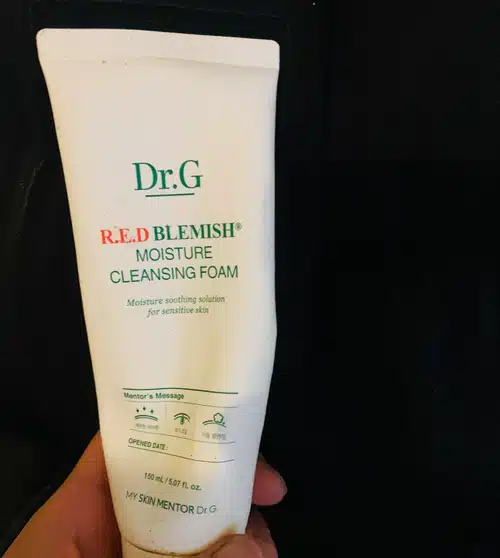 Dr.G
R.E.D BLEMISH®
MOISTURE
CLEANSING FOAM
Moisture soothing solution
for sensitive skin
Mentor's Message
OPENED DATE :
150 mL / 5.07 fl. oz.
MY SKIN MENTOR Dr.G